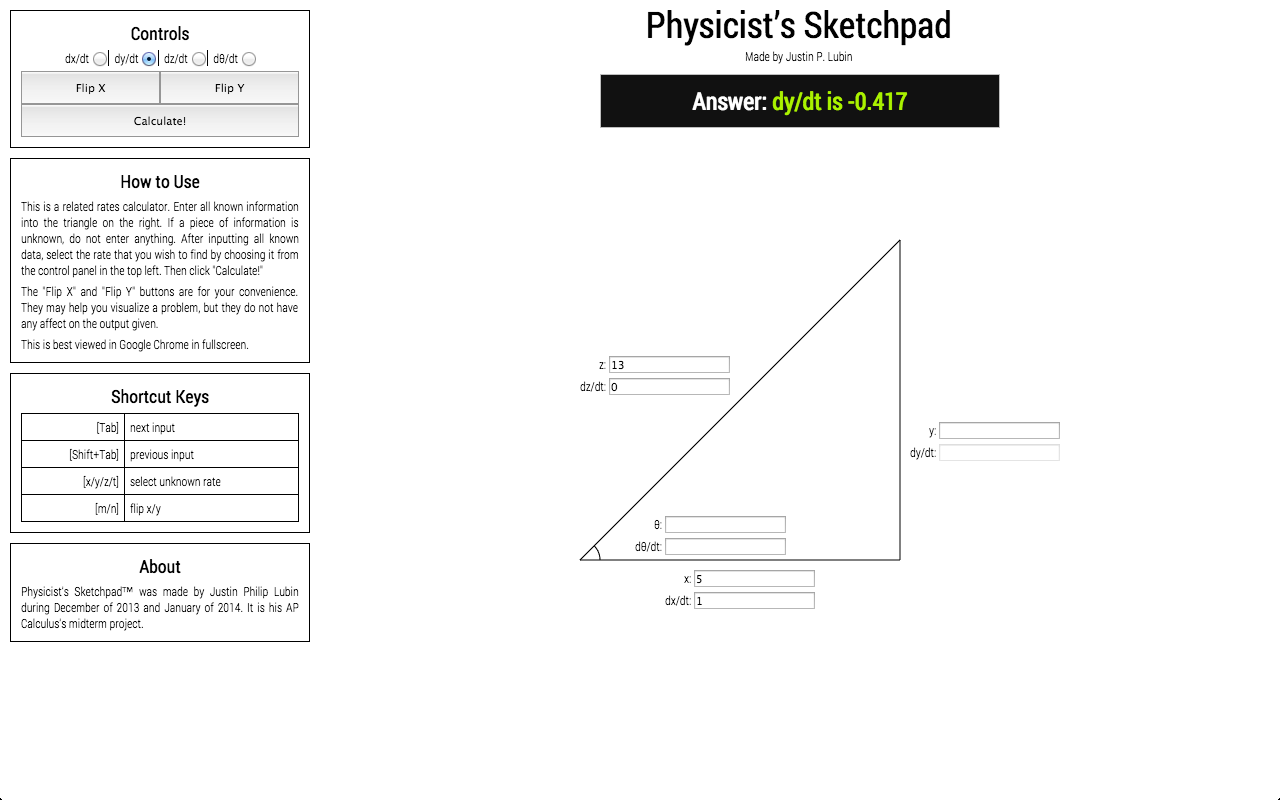 Controls
dx/dt dy/dt dz/dt dθ/dt
Flip X Flip Y
Calculate!
How to Use
This is a related rates calculator. Enter all known information
into the triangle on the right. If a piece of information is
unknown, do not enter anything. After inputting all known
data, select the rate that you wish to find by choosing it from
the control panel in the top left. Then click "Calculate!"
The "Flip X" and "Flip Y" buttons are for your convenience.
They may help you visualize a problem, but they do not have
any affect on the output given.
This is best viewed in Google Chrome in fullscreen.
Shortcut Keys
[Tab] next input
[Shift+Tab] previous input
[x/y/z/t] select unknown rate
[m/n] flip x/y
About
Physicist's Sketchpad™ was made by Justin Philip Lubin
during December of 2013 and January of 2014. It is his AP
Calculus's midterm project.
Physicist’s Sketchpad
Made by Justin P. Lubin
Answer: dy/dt is -0.417
z: 13
dz/dt: 0
y:
dy/dt:
θ:
dθ/dt:
x: 5
dx/dt: 1